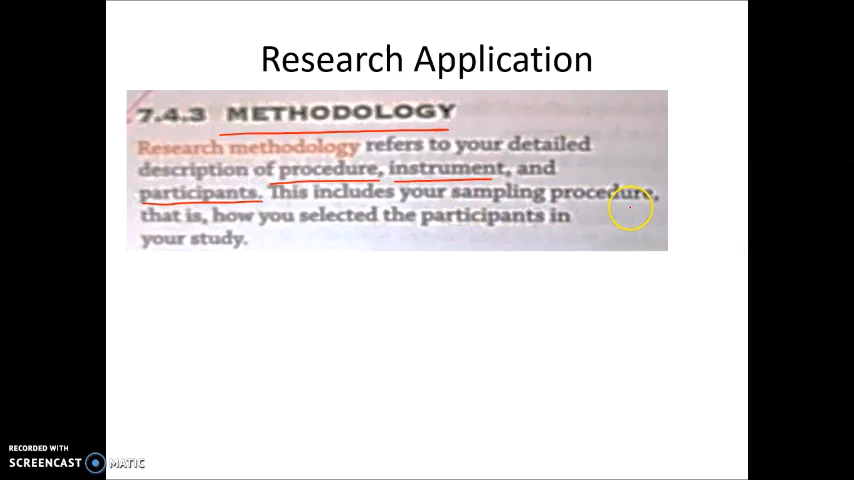 Research Application
7.4.3 METHODOLOGY
Research methodology refers to your detailed
description of procedure, instrument, and
participants. This includes your sampling procedure,
that is, how you selected the participants in
your study.
RECORDED WITH
SCREENCAST MATIC